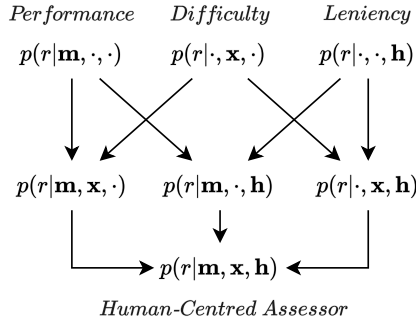 Performance Difficulty Leniency
p(r|m, ·, ·) p(r|·, x, ·) p(r|·, ·, h)
p(r|m, x, ·) p(r|m, ·, h) p(r|·, x, h)
p(r|m, x, h)
Human-Centred Assessor